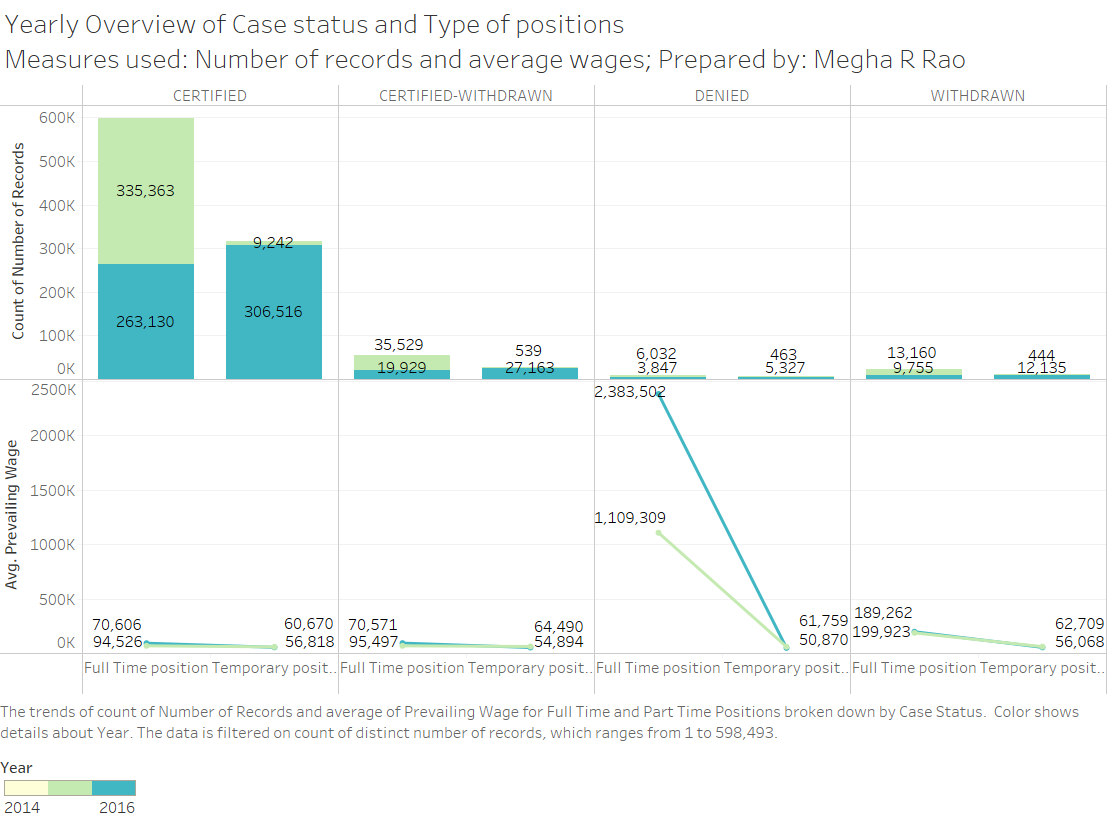 Yearly Overview of Case status and Type of positions
Measures used: Number of records and average wages; Prepared by: Megha R Rao
CERTIFIED CERTIFIED-WITHDRAWN DENIED WITHDRAWN
Count of Number of Records
600K
500K
400K
300K
200K
100K
0K
335,363
263,130
9,242
306,516
35,529
19,929
539
27,163
6,032
3,847
463
5,327
13,160
9,755
444
12,135
Avg. Prevailing Wage
2500K
2000K
1500K
1000K
500K
0K
70,606
94,526
60,670
56,818
70,571
95,497
64,490
54,894
2,383,502
1,109,309
61,759
50,870
189,262
199,923
62,709
56,068
Full Time position Temporary posit.. Full Time position Temporary posit.. Full Time position Temporary posit.. Full Time position Temporary posit..
The trends of count of Number of Records and average of Prevailing Wage for Full Time and Part Time Positions broken down by Case Status. Color shows
details about Year. The data is filtered on count of distinct number of records, which ranges from 1 to 598,493.
Year
2014 2016